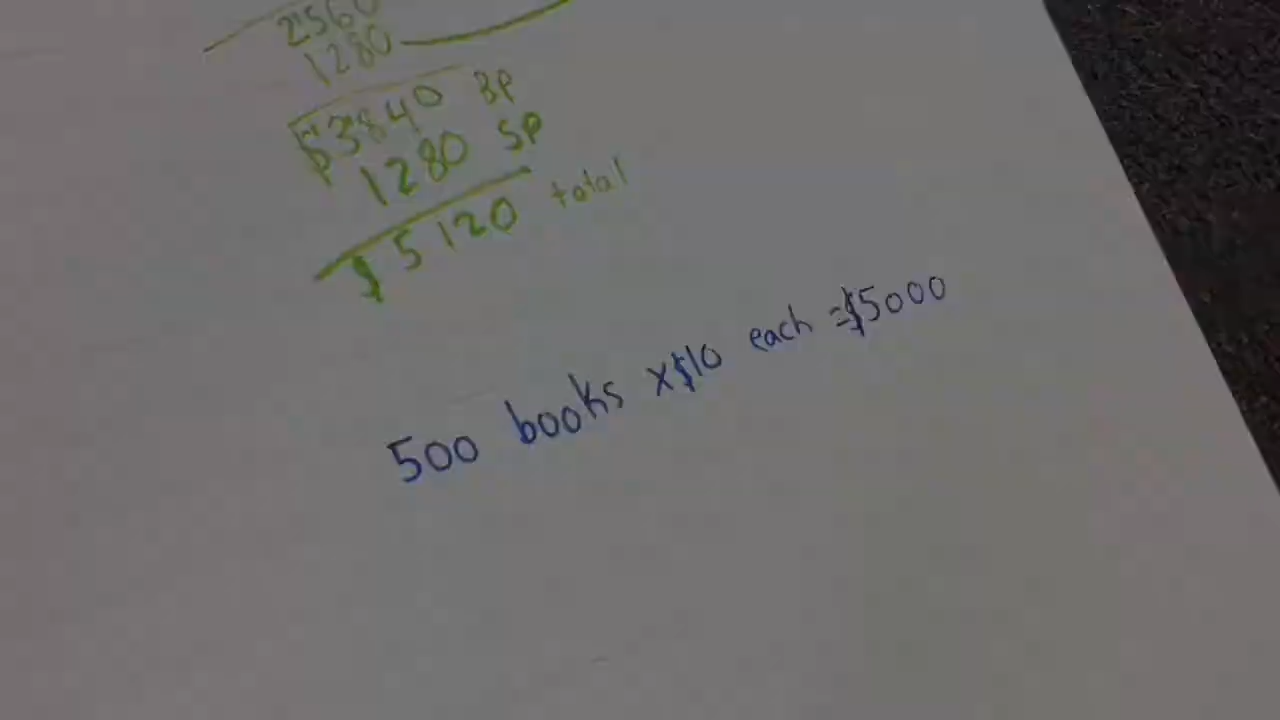 2560
1280
$3840 BP
1280 SP
$5120 total
500 books x $10 each = $5000